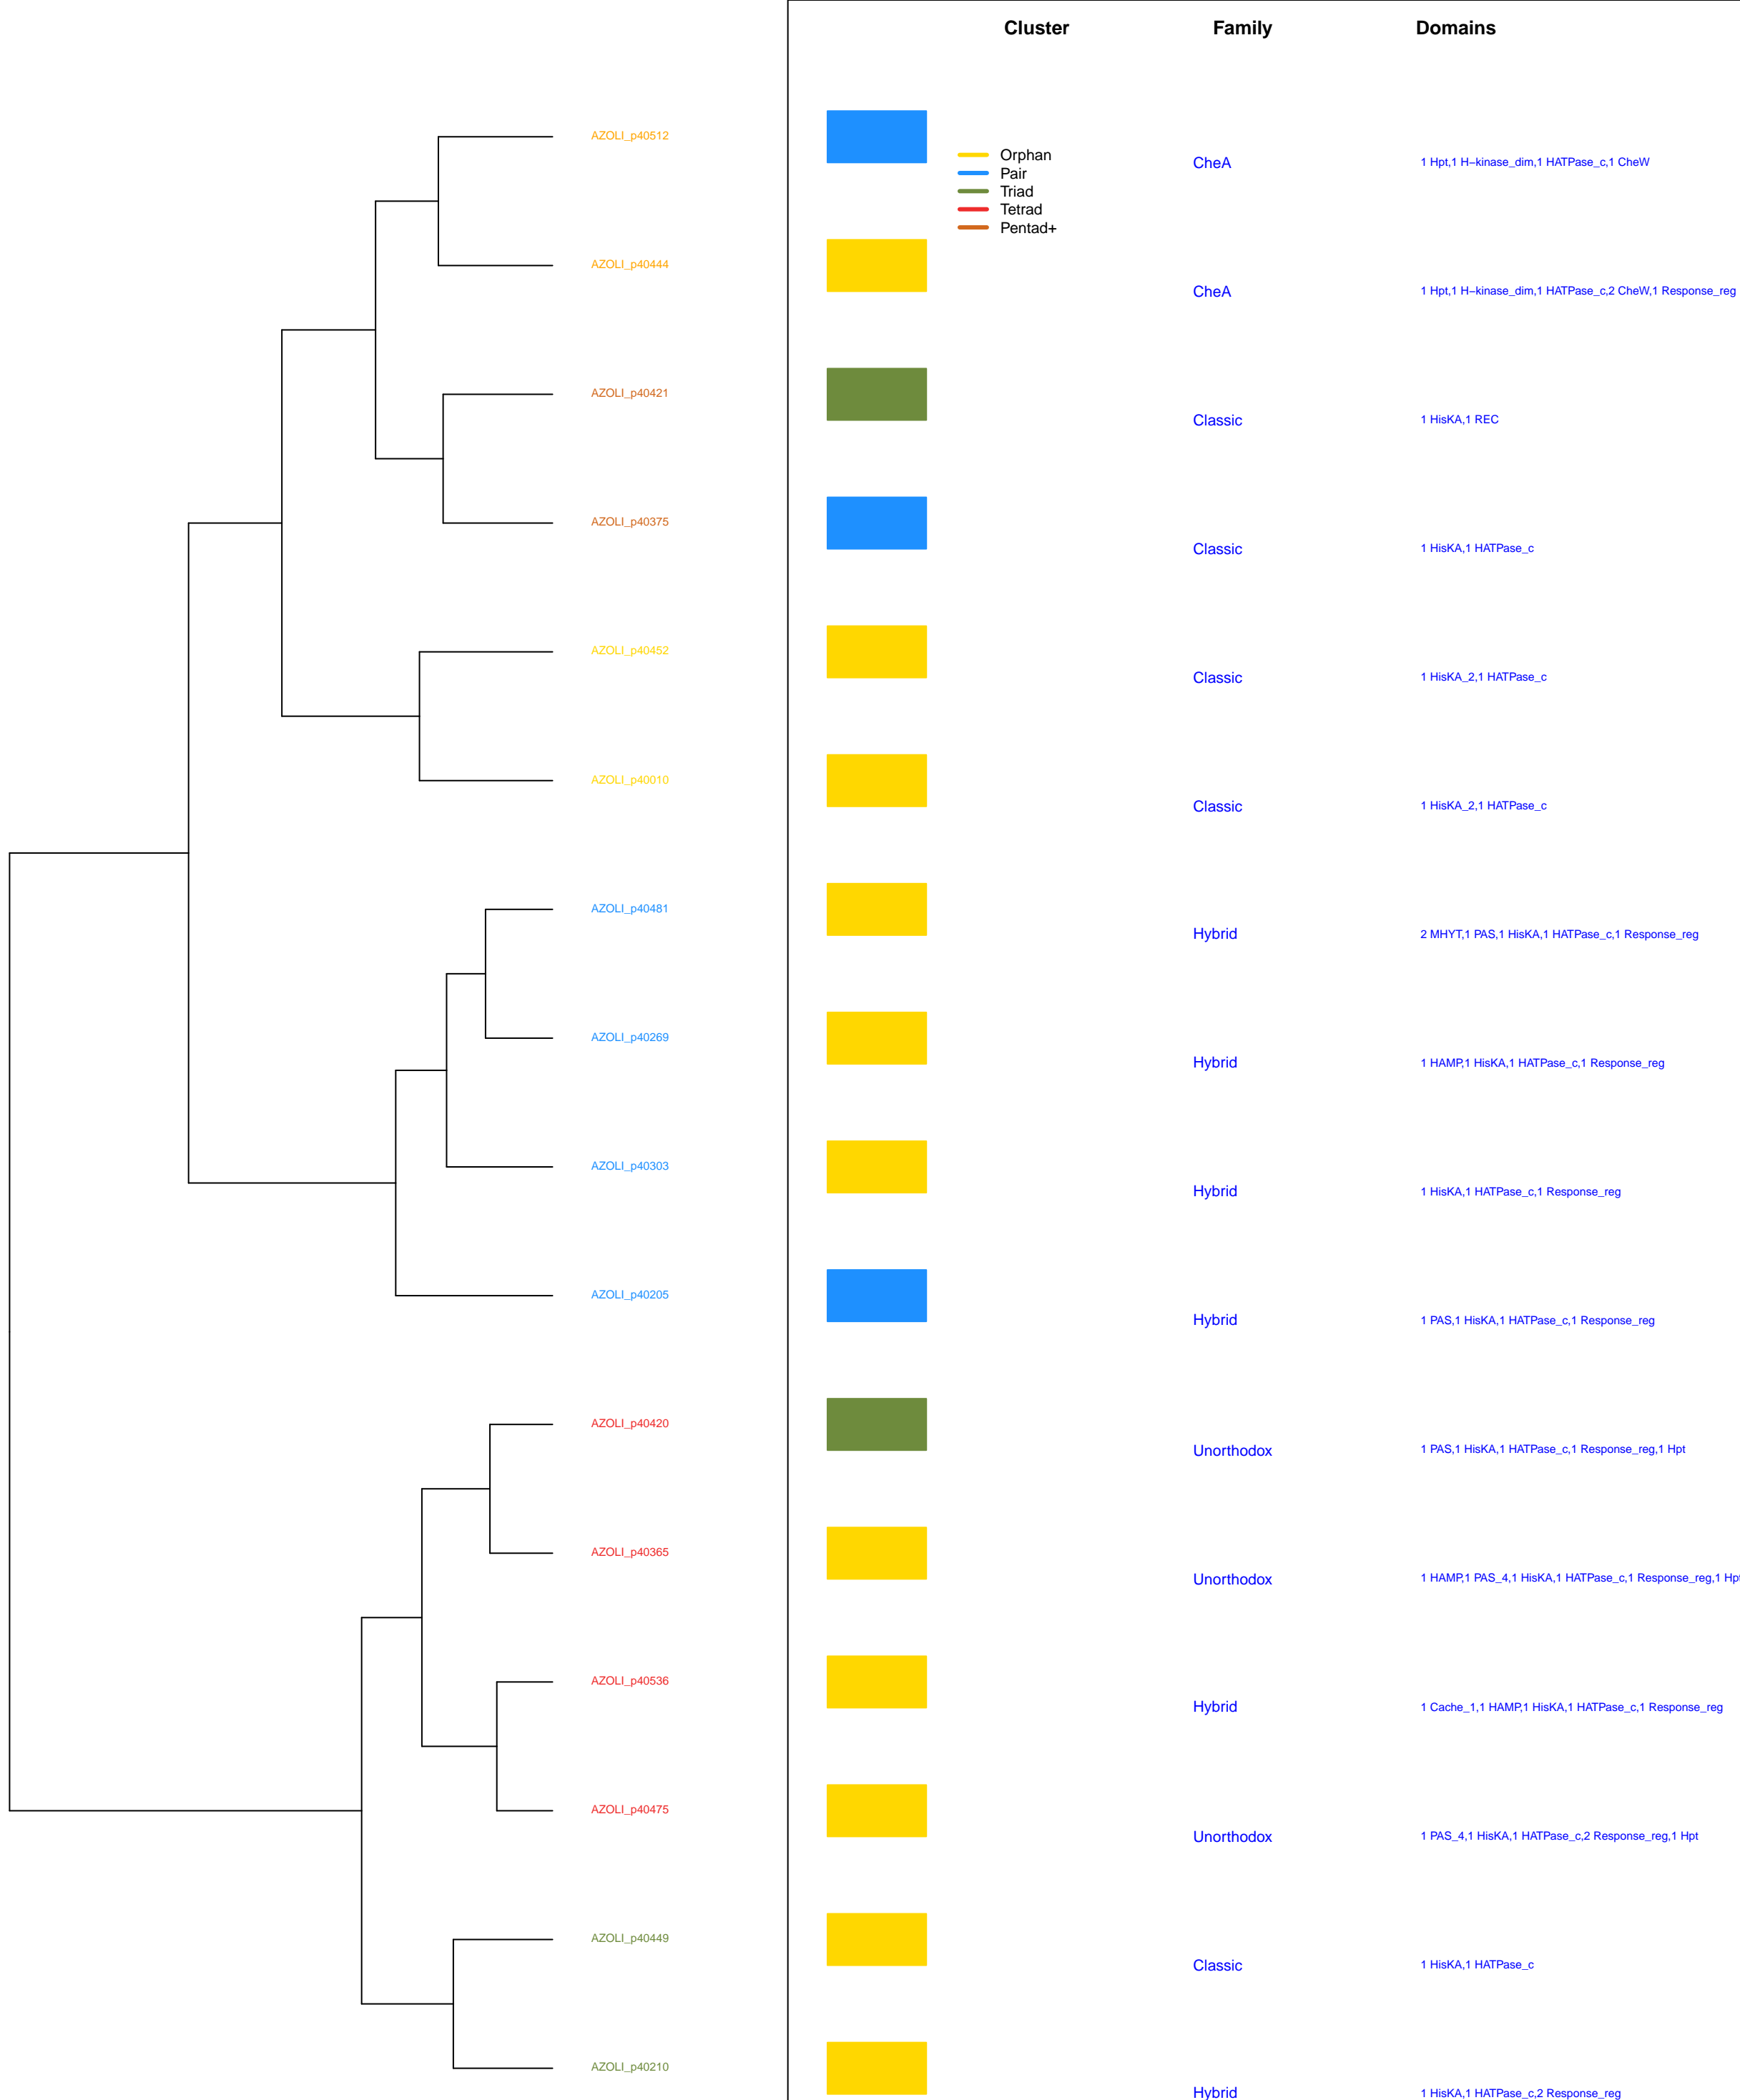 Cluster Family Domains
AZOLI_p40512
Orphan
Pair
Triad
Tetrad
Pentad+
CheA 1 Hpt,1 H−kinase_dim,1 HATPase_c,1 CheW
AZOLI_p40444
CheA 1 Hpt,1 H−kinase_dim,1 HATPase_c,2 CheW,1 Response_reg
AZOLI_p40421
Classic 1 HisKA,1 REC
AZOLI_p40375
Classic 1 HisKA,1 HATPase_c
AZOLI_p40452
Classic 1 HisKA_2,1 HATPase_c
AZOLI_p40010
Classic 1 HisKA_2,1 HATPase_c
AZOLI_p40481
Hybrid 2 MHYT,1 PAS,1 HisKA,1 HATPase_c,1 Response_reg
AZOLI_p40269
Hybrid 1 HAMP,1 HisKA,1 HATPase_c,1 Response_reg
AZOLI_p40303
Hybrid 1 HisKA,1 HATPase_c,1 Response_reg
AZOLI_p40205
Hybrid 1 PAS,1 HisKA,1 HATPase_c,1 Response_reg
AZOLI_p40420
Unorthodox 1 PAS,1 HisKA,1 HATPase_c,1 Response_reg,1 Hpt
AZOLI_p40365
Unorthodox 1 HAMP,1 PAS_4,1 HisKA,1 HATPase_c,1 Response_reg,1 Hpt
AZOLI_p40536
Hybrid 1 Cache_1,1 HAMP,1 HisKA,1 HATPase_c,1 Response_reg
AZOLI_p40475
Unorthodox 1 PAS_4,1 HisKA,1 HATPase_c,2 Response_reg,1 Hpt
AZOLI_p40449
Classic 1 HisKA,1 HATPase_c
AZOLI_p40210
Hybrid 1 HisKA,1 HATPase_c,2 Response_reg